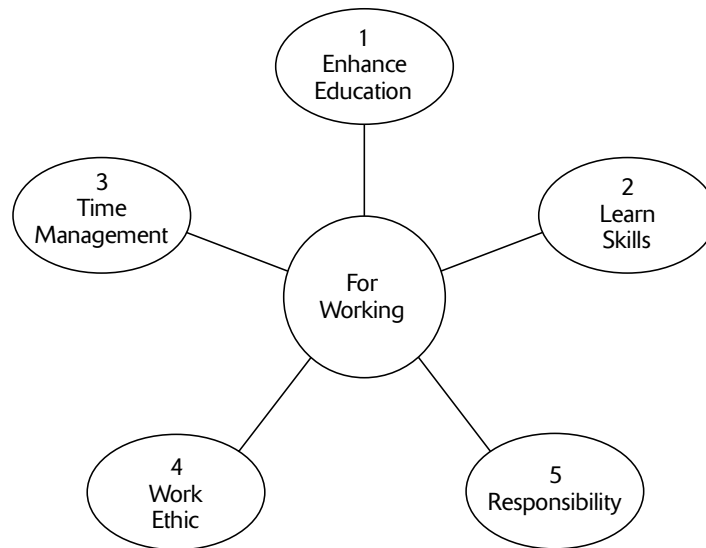 1
Enhance
Education
3
Time
Management
2
Learn
Skills
For
Working
4
Work
Ethic
5
Responsibility